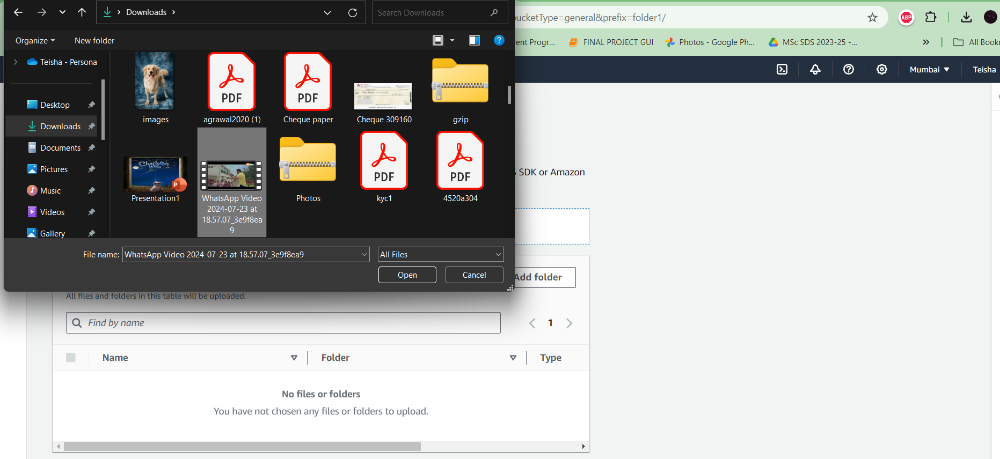 Downloads
Search Downloads
Organize
New folder
?
Teisha - Persona
Desktop
Downloads
Documents
Pictures
Music
Videos
Gallery
PDF
PDF
images
agrawal2020 (1)
Cheque paper
Cheque 309160
gzip
Charlotte's
Web
P
PDF
PDF
Presentation1
WhatsApp Video
2024-07-23 at
18.57.07_3e9f8ea
9
Photos
kyc1
4520a304
File name:
WhatsApp Video 2024-07-23 at 18.57.07_3e9f8ea9
All Files
Open
Cancel
bucketType=general&prefix=folder1/
ABP
ent Progr...
FINAL PROJECT GUI
Photos - Google Ph...
MSc SDS 2023-25 -...
All Bookr
Mumbai
Teisha
S SDK or Amazon
Add folder
All files and folders in this table will be uploaded.
Find by name
1
Name
Folder
Type
No files or folders
You have not chosen any files or folders to upload.